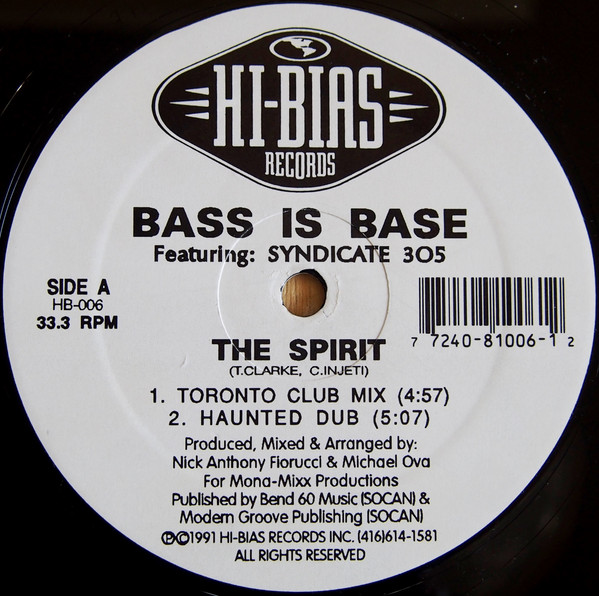 HI-BIAS
RECORDS
BASS IS BASE
Featuring: SYNDICATE 305
SIDE A
HB-006
33.3 RPM
7 7240-81006-1 2
THE SPIRIT
(T.CLARKE, C.INJETI)
1. TORONTO CLUB MIX (4:57)
2. HAUNTED DUB (5:07)
Produced, Mixed & Arranged by:
Nick Anthony Fiorucci & Michael Ova
For Mona-Mixx Productions
Published by Bend 60 Music (SOCAN) &
Modern Groove Publishing (SOCAN)
℗©1991 HI-BIAS RECORDS INC. (416)614-1581
ALL RIGHTS RESERVED